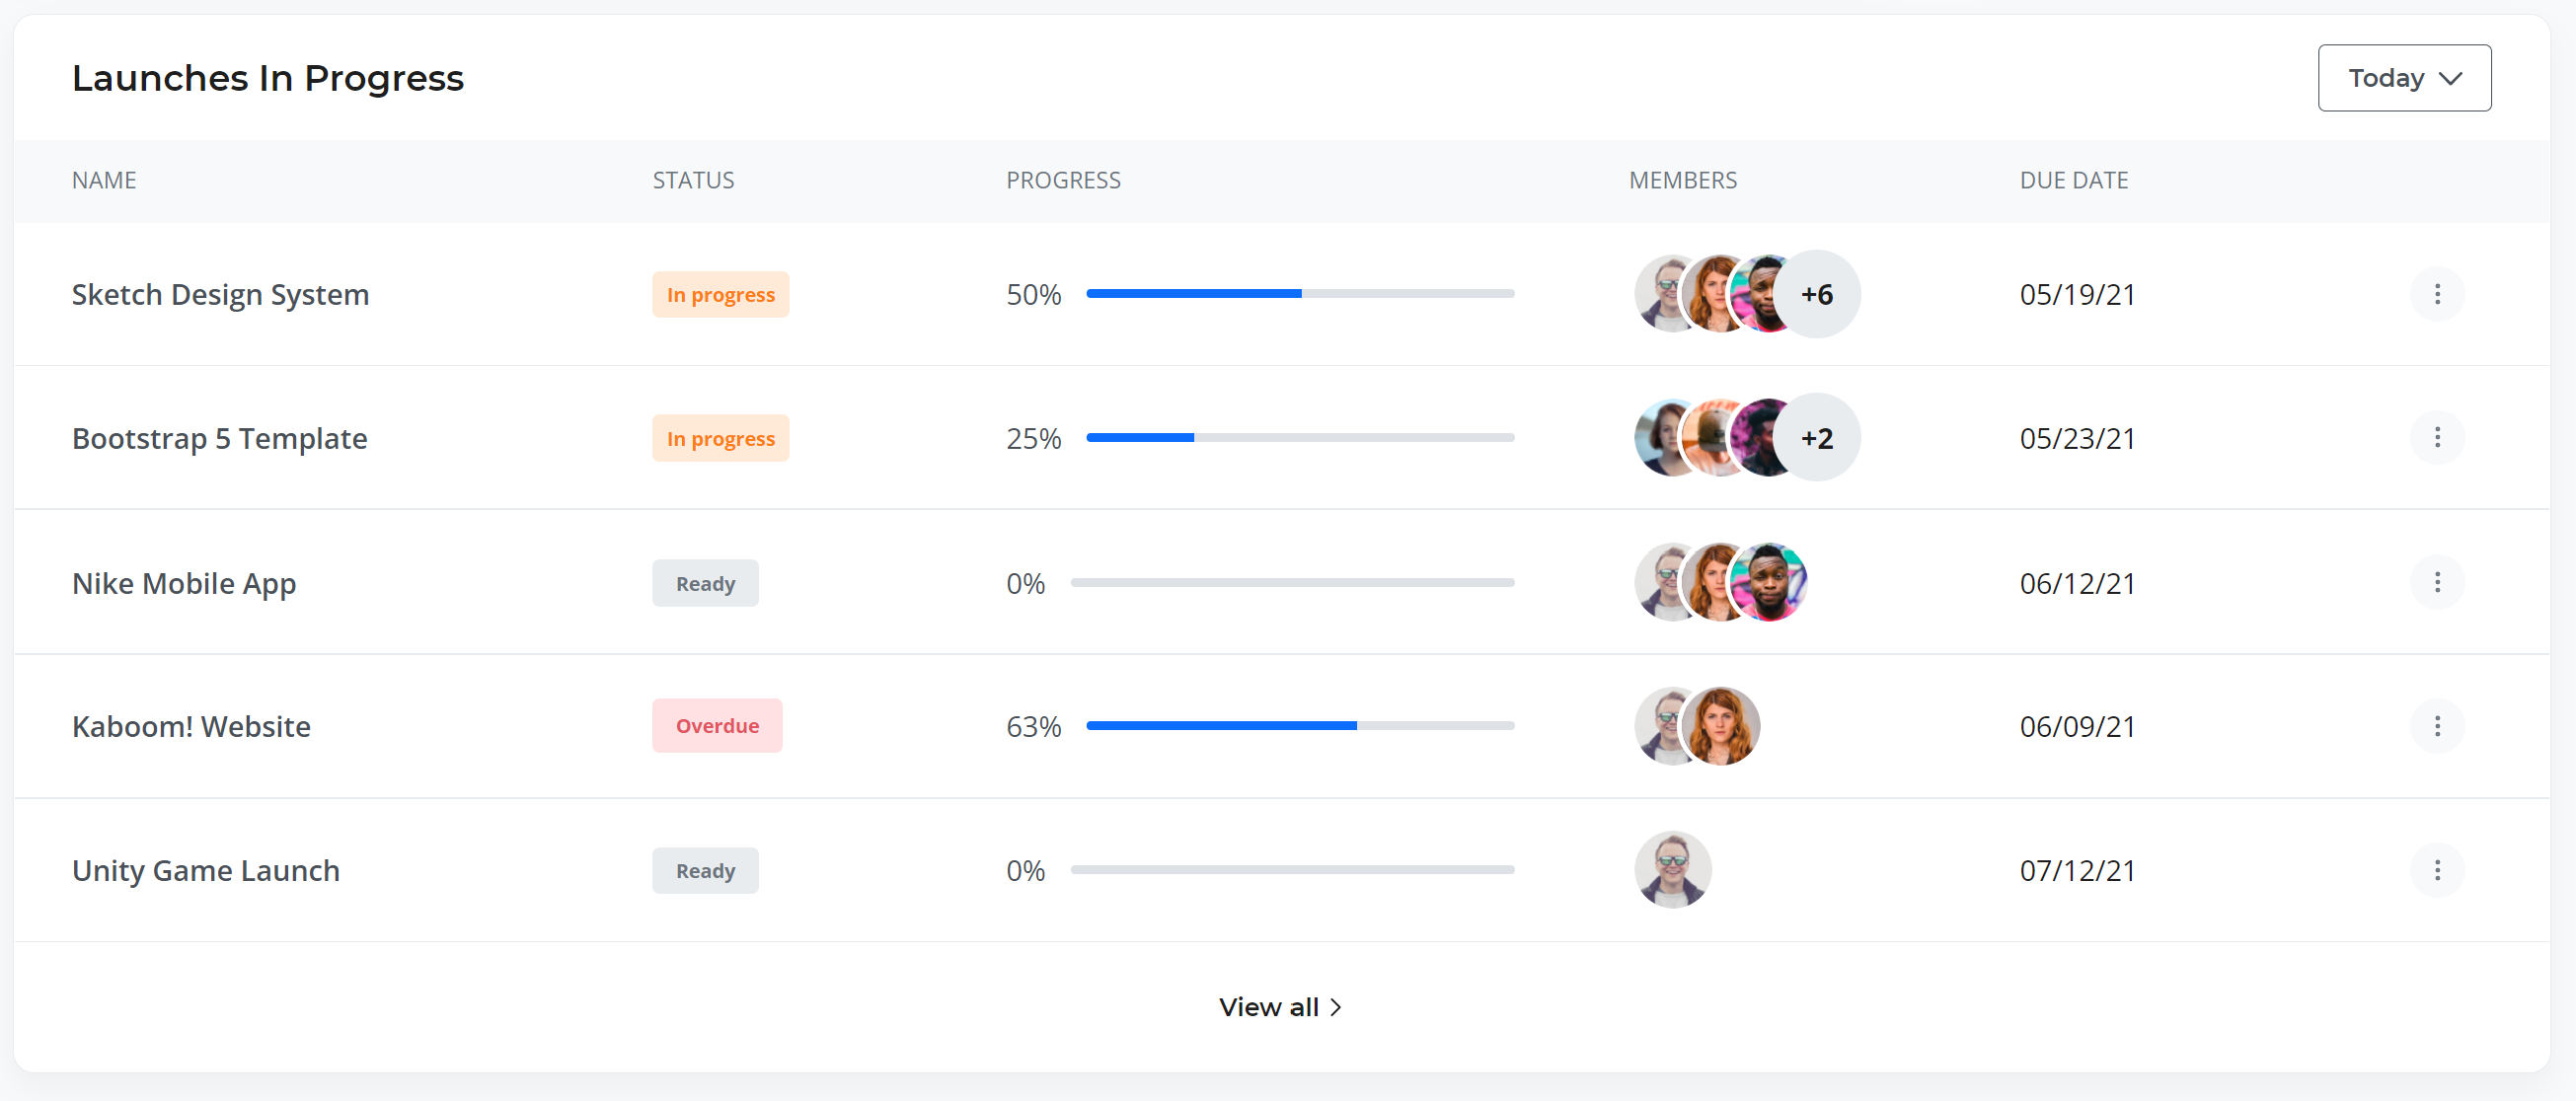 Launches In Progress
Today
NAME STATUS PROGRESS MEMBERS DUE DATE
Sketch Design System In progress 50% +6 05/19/21
Bootstrap 5 Template In progress 25% +2 05/23/21
Nike Mobile App Ready 0% 06/12/21
Kaboom! Website Overdue 63% 06/09/21
Unity Game Launch Ready 0% 07/12/21
View all